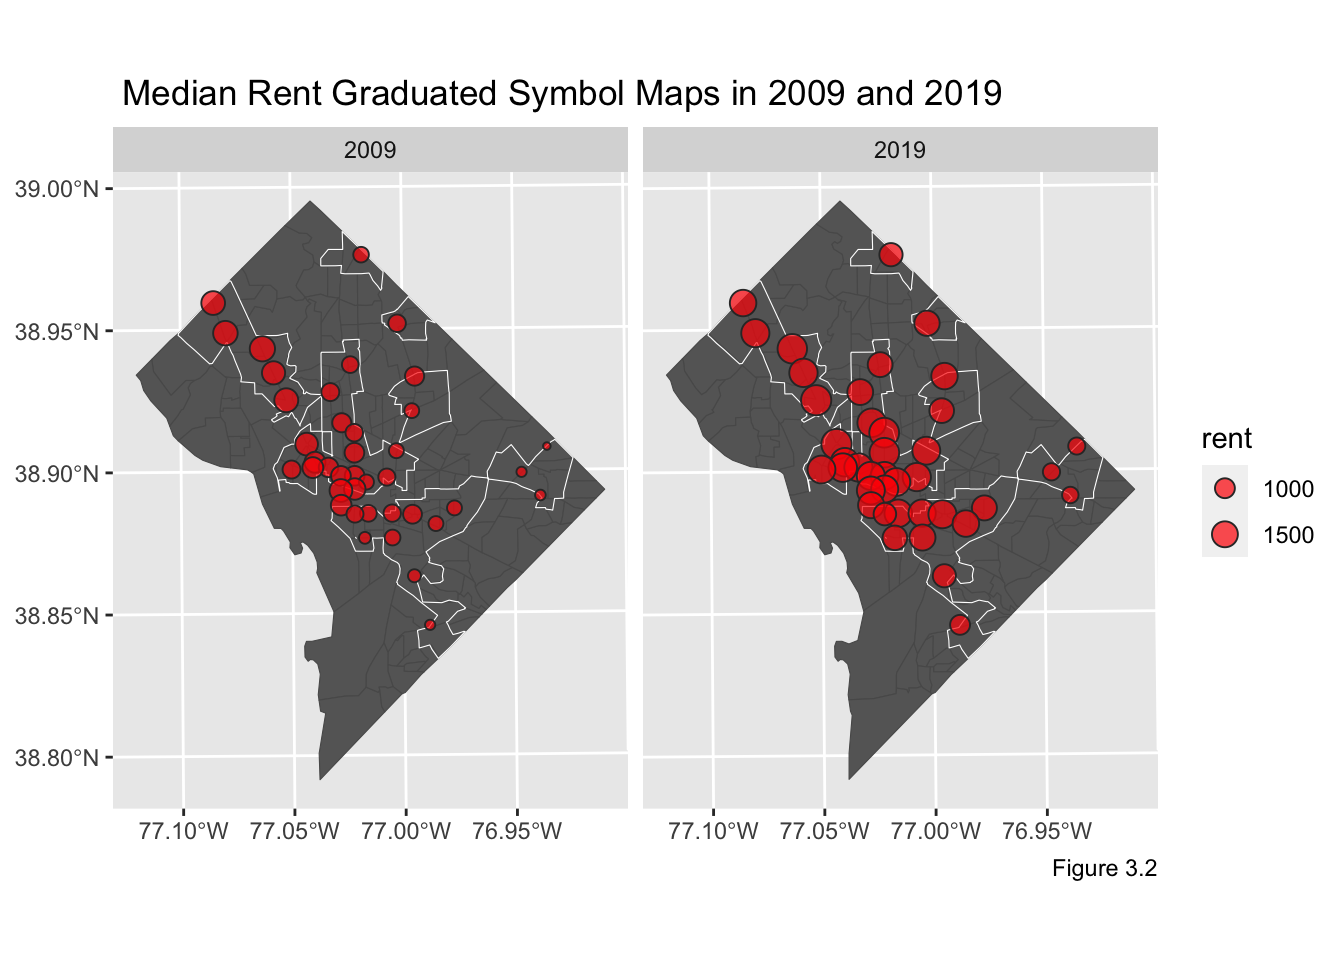 Median Rent Graduated Symbol Maps in 2009 and 2019
2009
2019
39.00°N
38.95°N
38.90°N
38.85°N
38.80°N
77.10°W 77.05°W 77.00°W 76.95°W
77.10°W 77.05°W 77.00°W 76.95°W
rent
1000
1500
Figure 3.2